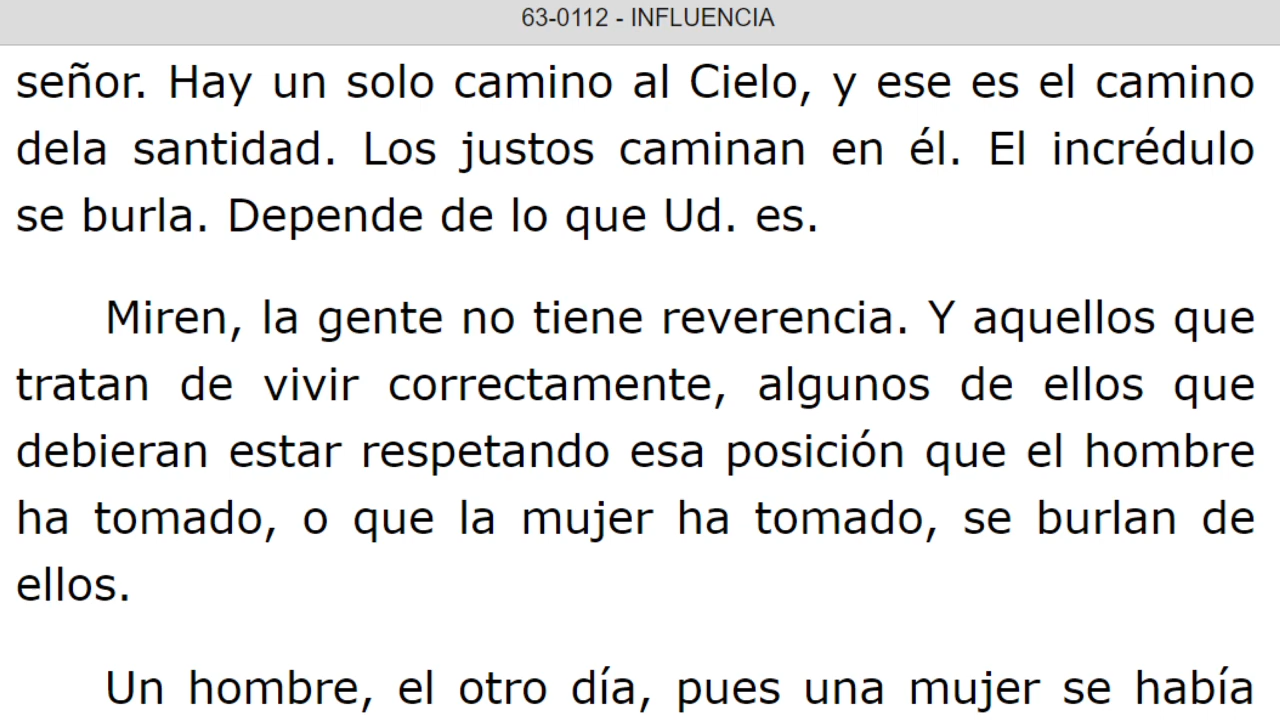 63-0112 - INFLUENCIA
señor. Hay un solo camino al Cielo, y ese es el camino
dela santidad. Los justos caminan en él. El incrédulo
se burla. Depende de lo que Ud. es.
Miren, la gente no tiene reverencia. Y aquellos que
tratan de vivir correctamente, algunos de ellos que
debieran estar respetando esa posición que el hombre
ha tomado, o que la mujer ha tomado, se burlan de
ellos.
Un hombre, el otro día, pues una mujer se había